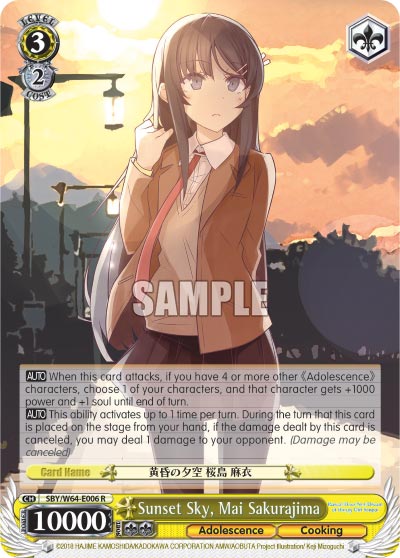 LEVEL
3
2
COST
SAMPLE
AUTO When this card attacks, if you have 4 or more other 《Adolescence》
characters, choose 1 of your characters, and that character gets +1000
power and +1 soul until end of turn.
AUTO This ability activates up to 1 time per turn. During the turn that this card
is placed on the stage from your hand, if the damage dealt by this card is
canceled, you may deal 1 damage to your opponent. (Damage may be
canceled)
Card Name
黄昏の夕空 桜島 麻衣
CH SBY/W64-E006 R
Sunset Sky, Mai Sakurajima
POWER
10000
Adolescence
Cooking
©2018 HAJIME KAMOSHIDA/KADOKAWA CORPORATION AMW/AOBUTA Project Illustration/ Keji Mizoguchi